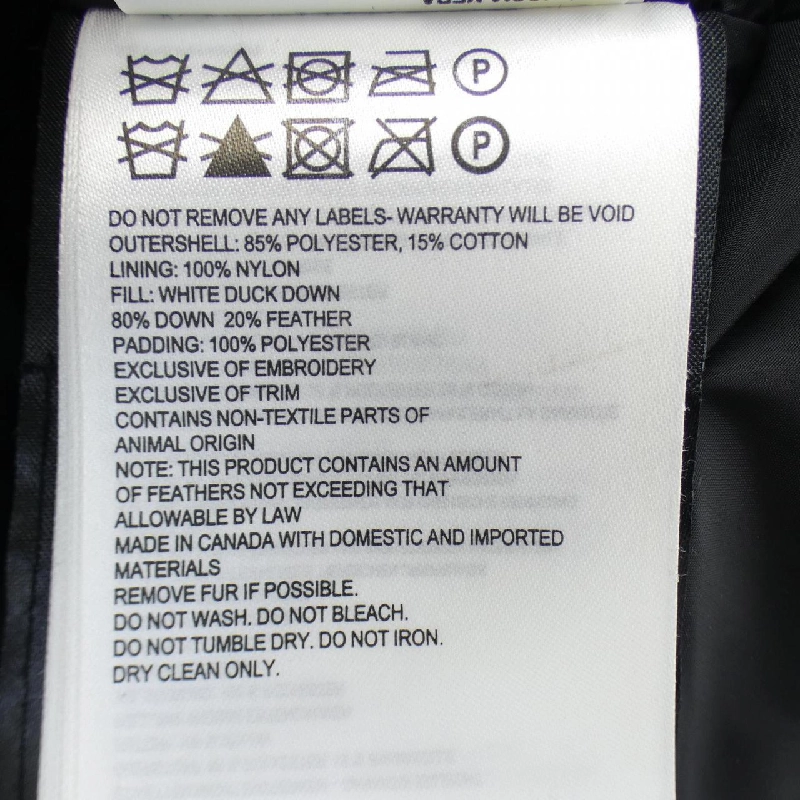 P
P
DO NOT REMOVE ANY LABELS- WARRANTY WILL BE VOID
OUTERSHELL: 85% POLYESTER, 15% COTTON
LINING: 100% NYLON
FILL: WHITE DUCK DOWN
80% DOWN 20% FEATHER
PADDING: 100% POLYESTER
EXCLUSIVE OF EMBROIDERY
EXCLUSIVE OF TRIM
CONTAINS NON-TEXTILE PARTS OF
ANIMAL ORIGIN
NOTE: THIS PRODUCT CONTAINS AN AMOUNT
OF FEATHERS NOT EXCEEDING THAT
ALLOWABLE BY LAW
MADE IN CANADA WITH DOMESTIC AND IMPORTED
MATERIALS
REMOVE FUR IF POSSIBLE.
DO NOT WASH. DO NOT BLEACH.
DO NOT TUMBLE DRY. DO NOT IRON.
DRY CLEAN ONLY.